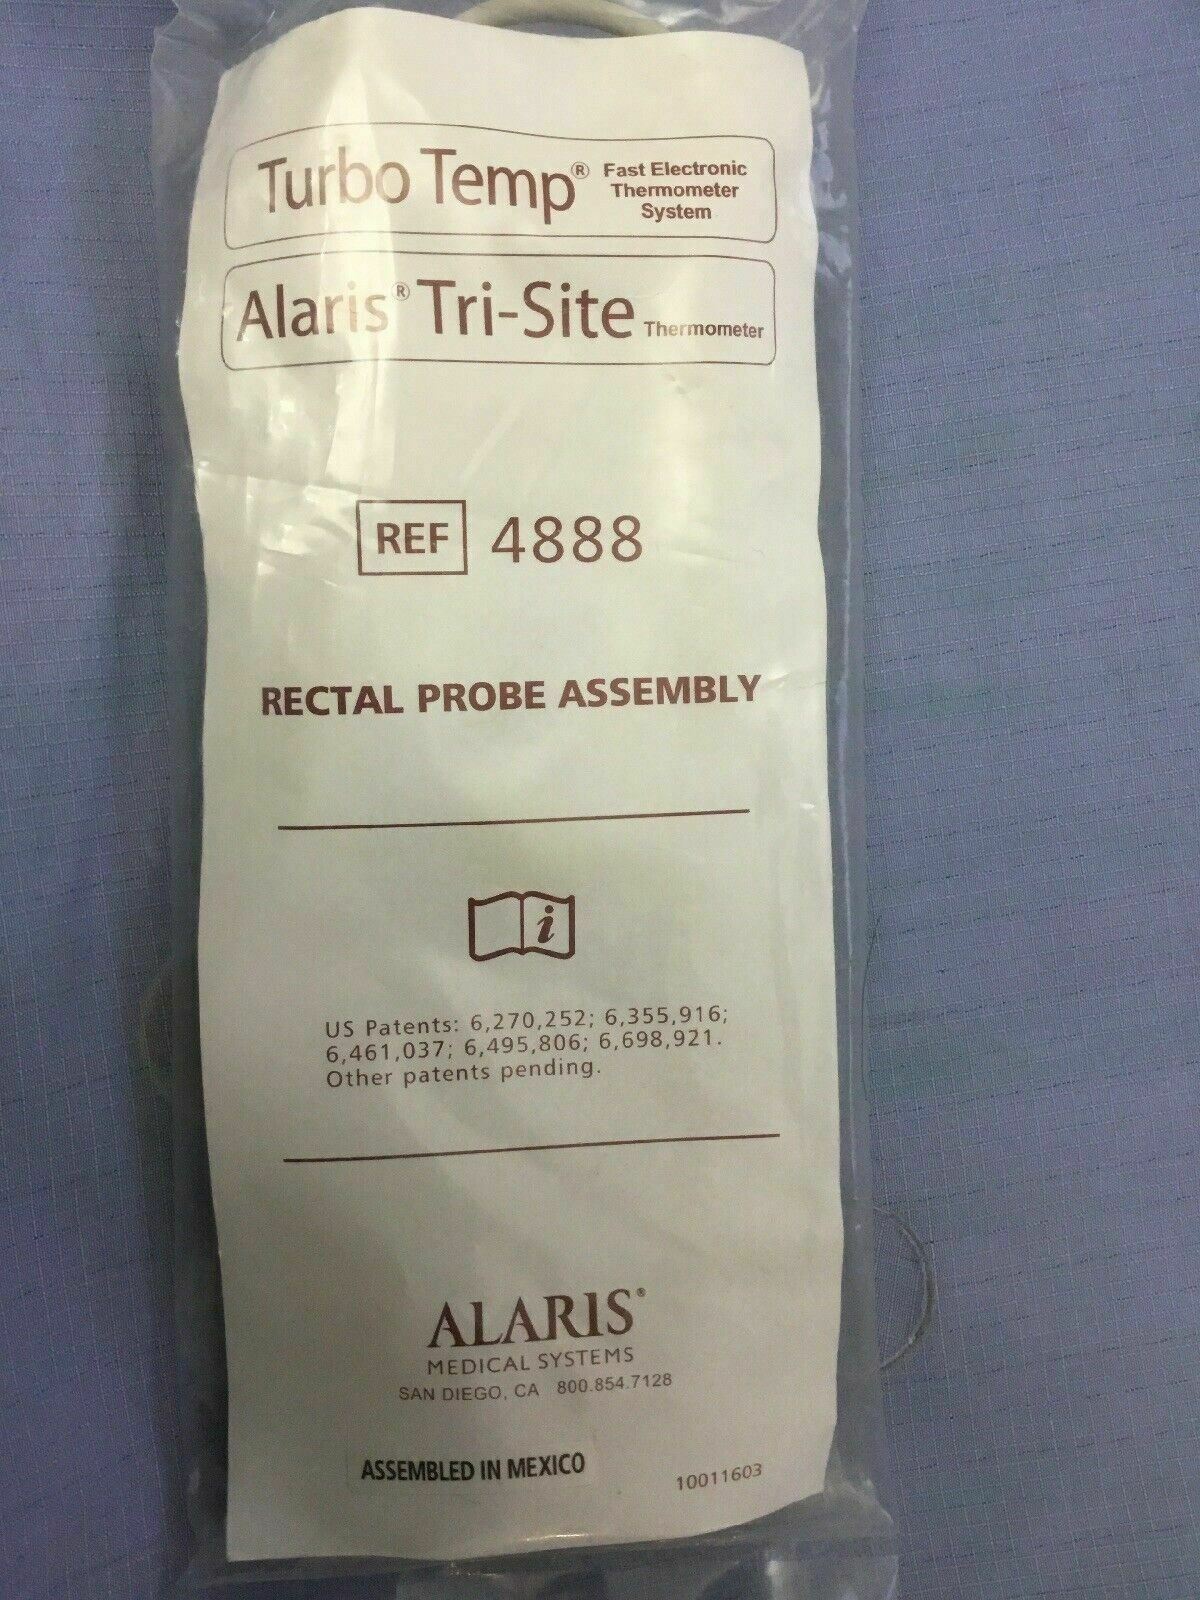 Turbo Temp® Fast Electronic
Thermometer
System
Alaris® Tri-Site Thermometer
REF 4888
RECTAL PROBE ASSEMBLY
i
US Patents: 6,270,252; 6,355,916;
6,461,037; 6,495,806; 6,698,921.
Other patents pending.
ALARIS®
MEDICAL SYSTEMS
SAN DIEGO, CA 800.854.7128
ASSEMBLED IN MEXICO
10011603